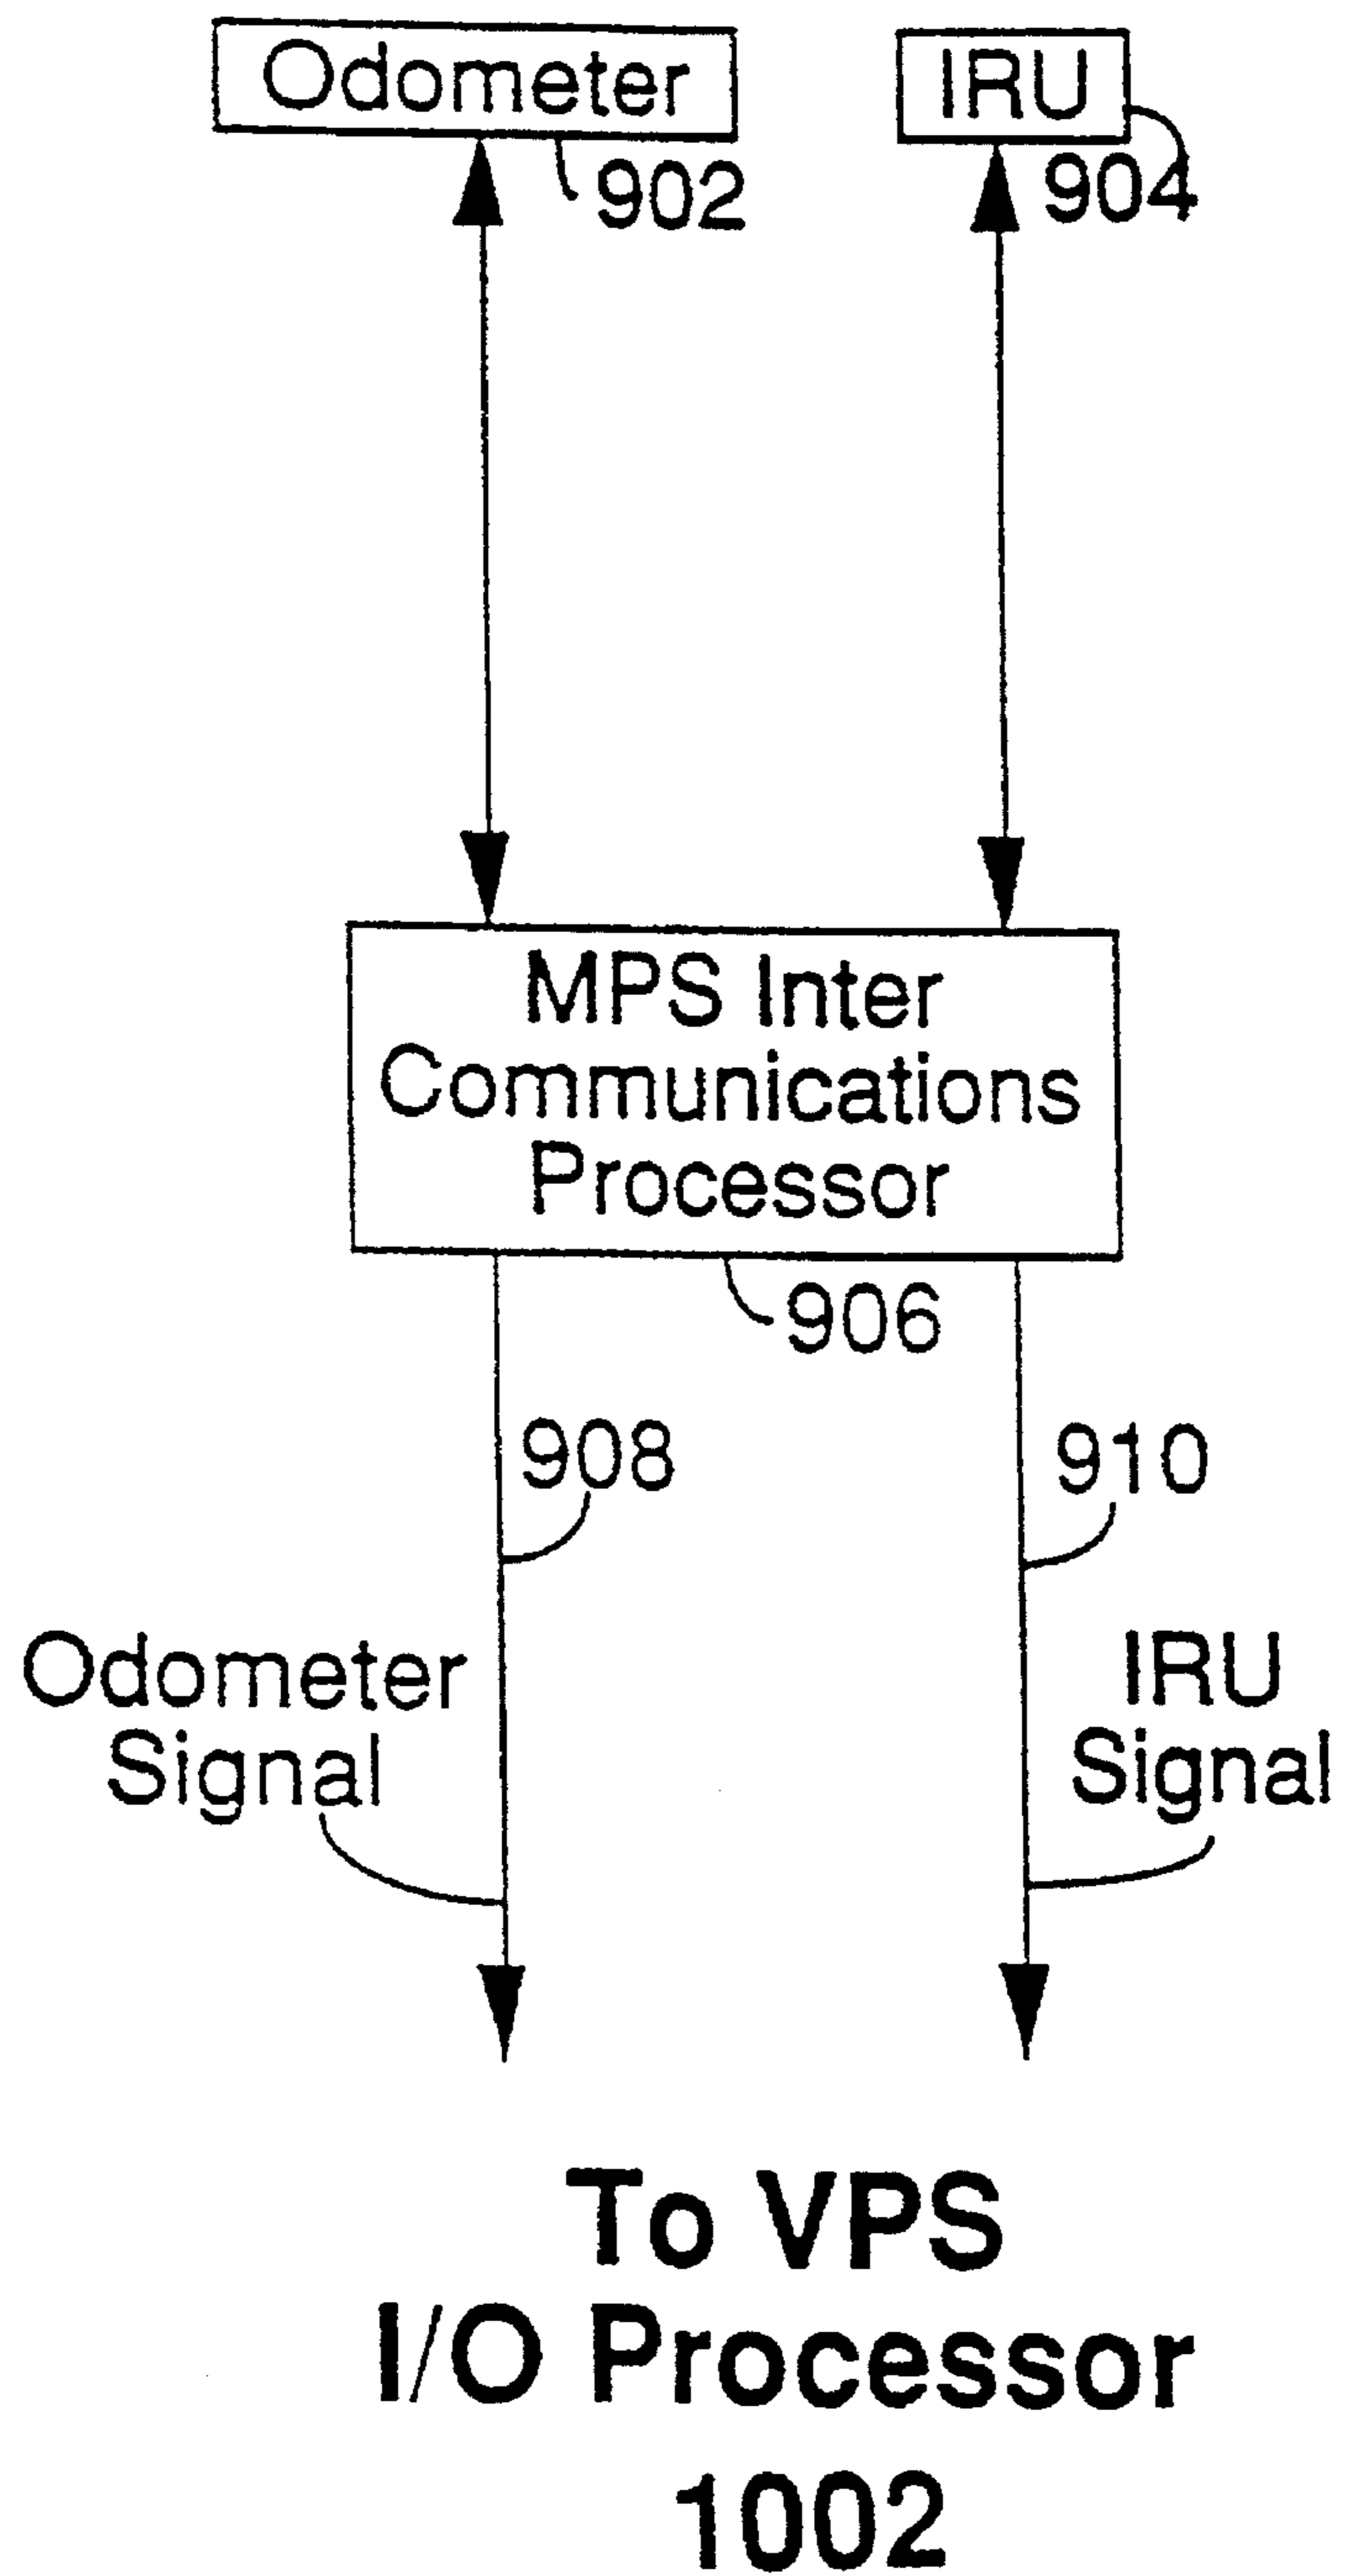 Odometer
IRU
902
904
MPS Inter
Communications
Processor
906
908
910
Odometer
Signal
IRU
Signal
To VPS
I/O Processor
1002